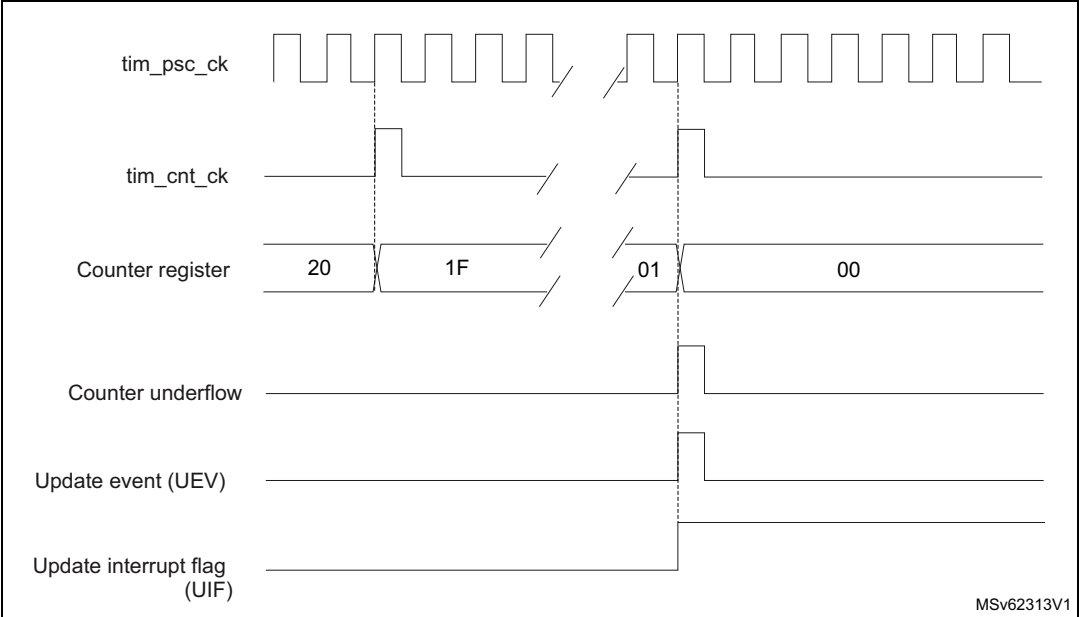 tim_psc_ck
tim_cnt_ck
Counter register 20 1F 01 00
Counter underflow
Update event (UEV)
Update interrupt flag
(UIF)
MSv62313V1